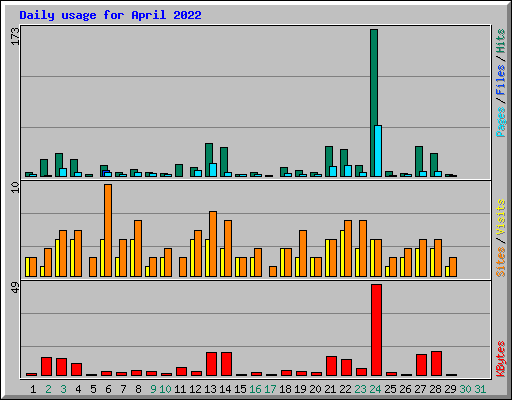 Daily usage for April 2022
173
Pages / Files / Hits
10
Sites / Visits
49
KBytes
1 2 3 4 5 6 7 8 9 10 11 12 13 14 15 16 17 18 19 20 21 22 23 24 25 26 27 28 29 30 31